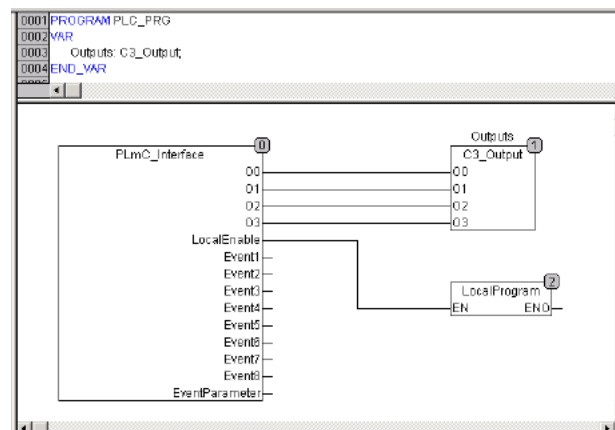 0001 PROGRAM PLC_PRG
0002 VAR
0003 Outputs: C3_Output;
0004 END_VAR
0
PLmC_Interface
O0
O1
O2
O3
LocalEnable
Event1
Event2
Event3
Event4
Event5
Event6
Event7
Event8
EventParameter
Outputs
1
C3_Output
O0
O1
O2
O3
2
LocalProgram
EN ENO